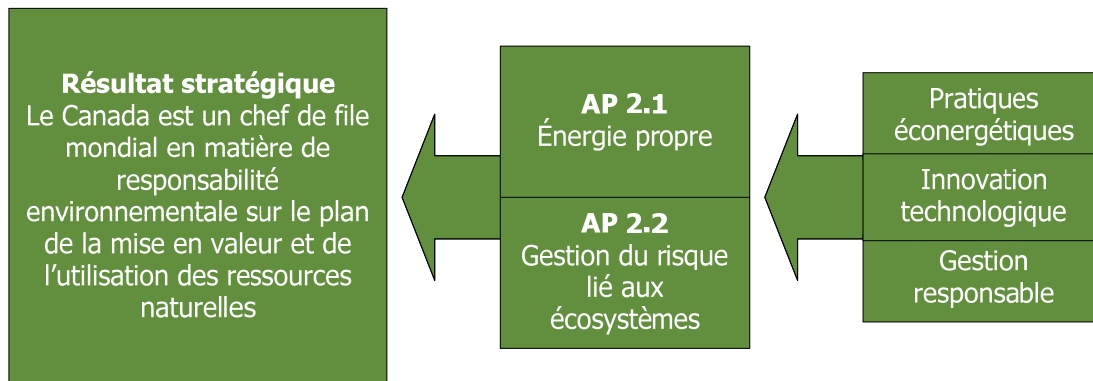 Résultat stratégique
Le Canada est un chef de file
mondial en matière de
responsabilité
environnementale sur le plan
de la mise en valeur et de
l'utilisation des ressources
naturelles
AP 2.1
Énergie propre
AP 2.2
Gestion du risque
lié aux
écosystèmes
Pratiques
éconergétiques
Innovation
technologique
Gestion
responsable